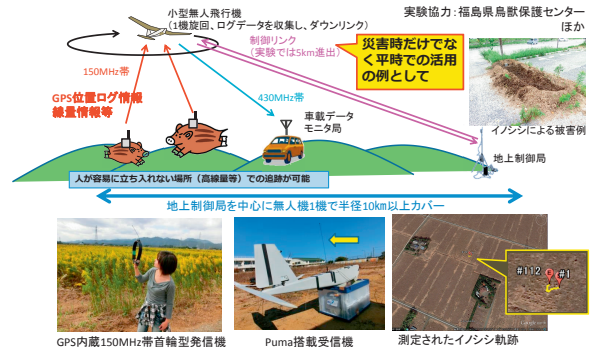 小型無人飛行機
(1機旋回、ログデータを収集し、ダウンリンク)
実験協力：福島県鳥獣保護センター
ほか
制御リンク
(実験では5km進出)
災害時だけでな
く平時での活用
の例として
150MHz帯
GPS位置ログ情報
線量情報等
430MHz帯
車載データ
モニタ局
イノシシによる被害例
地上制御局
人が容易に立ち入れない場所（高線量等）での追跡が可能
地上制御局を中心に無人機1機で半径10km以上カバー
#112
#1
Google earth
GPS内蔵150MHz帯首輪型発信機
Puma搭載受信機
測定されたイノシシ軌跡